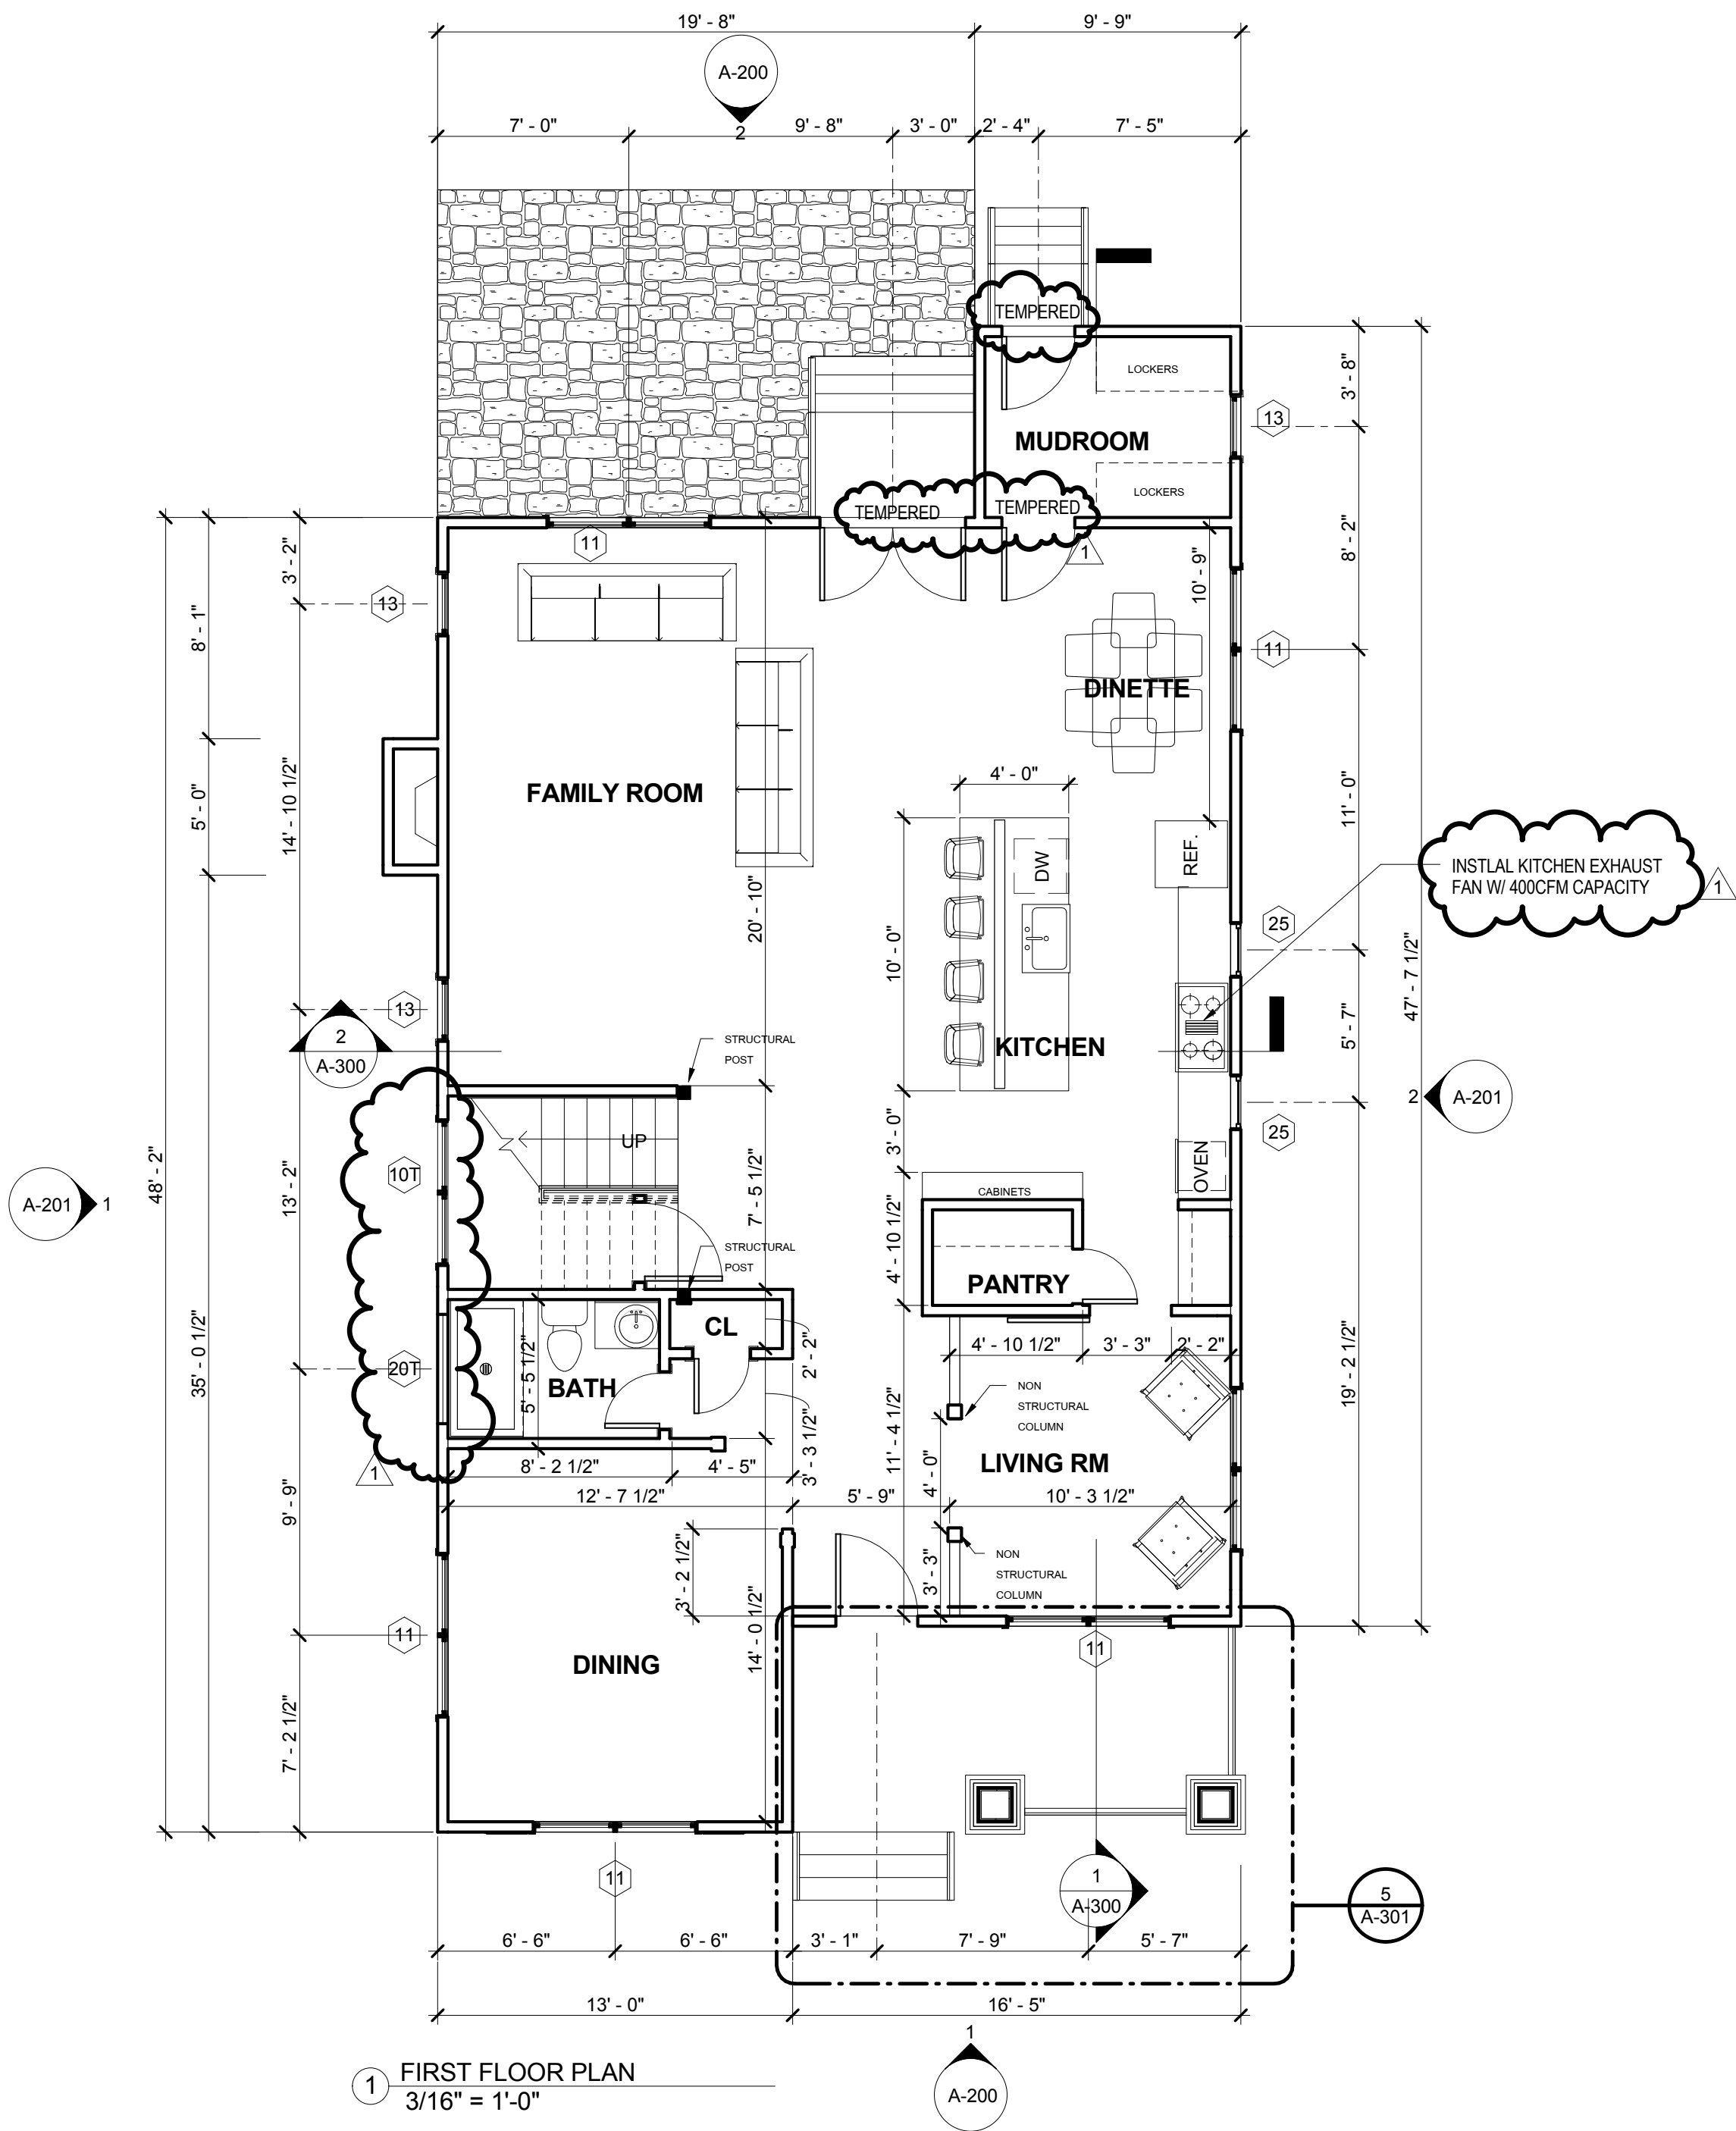 19' - 8"
9' - 9"
A-200
2
7' - 0"
9' - 8"
3' - 0"
2' - 4"
7' - 5"
TEMPERED
LOCKERS
3' - 8"
13
MUDROOM
LOCKERS
TEMPERED
TEMPERED
1
11
3' - 2"
8' - 2"
10' - 9"
13
8' - 1"
11
DINETTE
14' - 10 1/2"
5' - 0"
FAMILY ROOM
4' - 0"
11' - 0"
DW
REF.
INSTLAL KITCHEN EXHAUST
FAN W/ 400CFM CAPACITY
1
20' - 10"
10' - 0"
25
47' - 7 1/2"
13
2
A-300
STRUCTURAL
POST
KITCHEN
5' - 7"
2
A-201
UP
25
3' - 0"
OVEN
10T
48' - 2"
13' - 2"
7' - 5 1/2"
A-201
1
CABINETS
STRUCTURAL
POST
4' - 10 1/2"
PANTRY
CL
35' - 0 1/2"
20T
5' - 5 1/2"
BATH
2' - 2"
4' - 10 1/2"
3' - 3"
2' - 2"
19' - 2 1/2"
NON
STRUCTURAL
COLUMN
11' - 4 1/2"
3' - 3 1/2"
1
8' - 2 1/2"
4' - 5"
LIVING RM
4' - 0"
9' - 9"
12' - 7 1/2"
5' - 9"
10' - 3 1/2"
3' - 2 1/2"
3' - 3"
NON
STRUCTURAL
COLUMN
11
14' - 0 1/2"
11
DINING
7' - 2 1/2"
11
1
A-300
5
A-301
6' - 6"
6' - 6"
3' - 1"
7' - 9"
5' - 7"
13' - 0"
16' - 5"
1
A-200
1
FIRST FLOOR PLAN
3/16" = 1'-0"